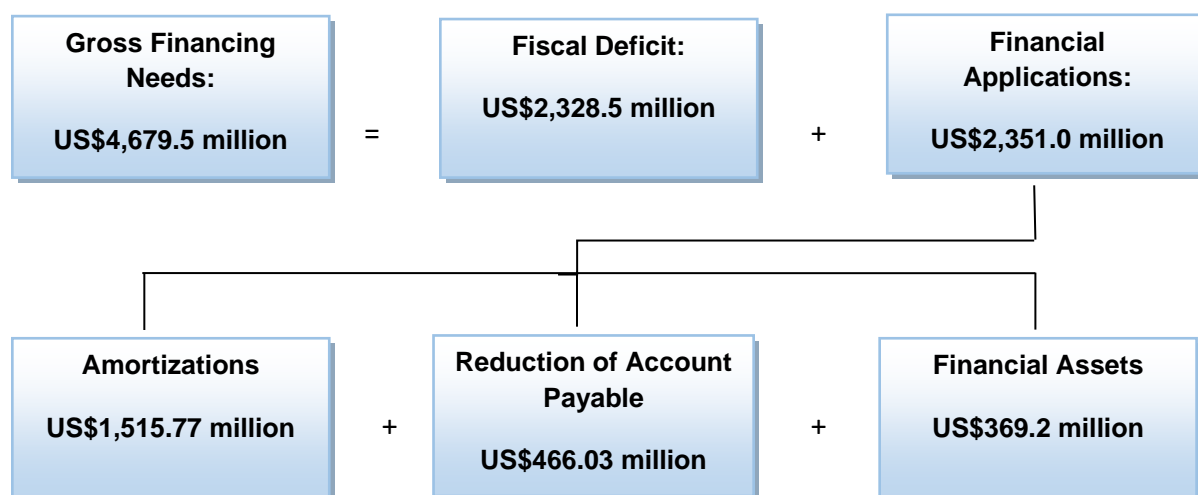 Gross Financing
Needs:
US$4,679.5 million
=
Fiscal Deficit:
US$2,328.5 million
+
Financial
Applications:
US$2,351.0 million
Amortizations
US$1,515.77 million
+
Reduction of Account
Payable
US$466.03 million
+
Financial Assets
US$369.2 million